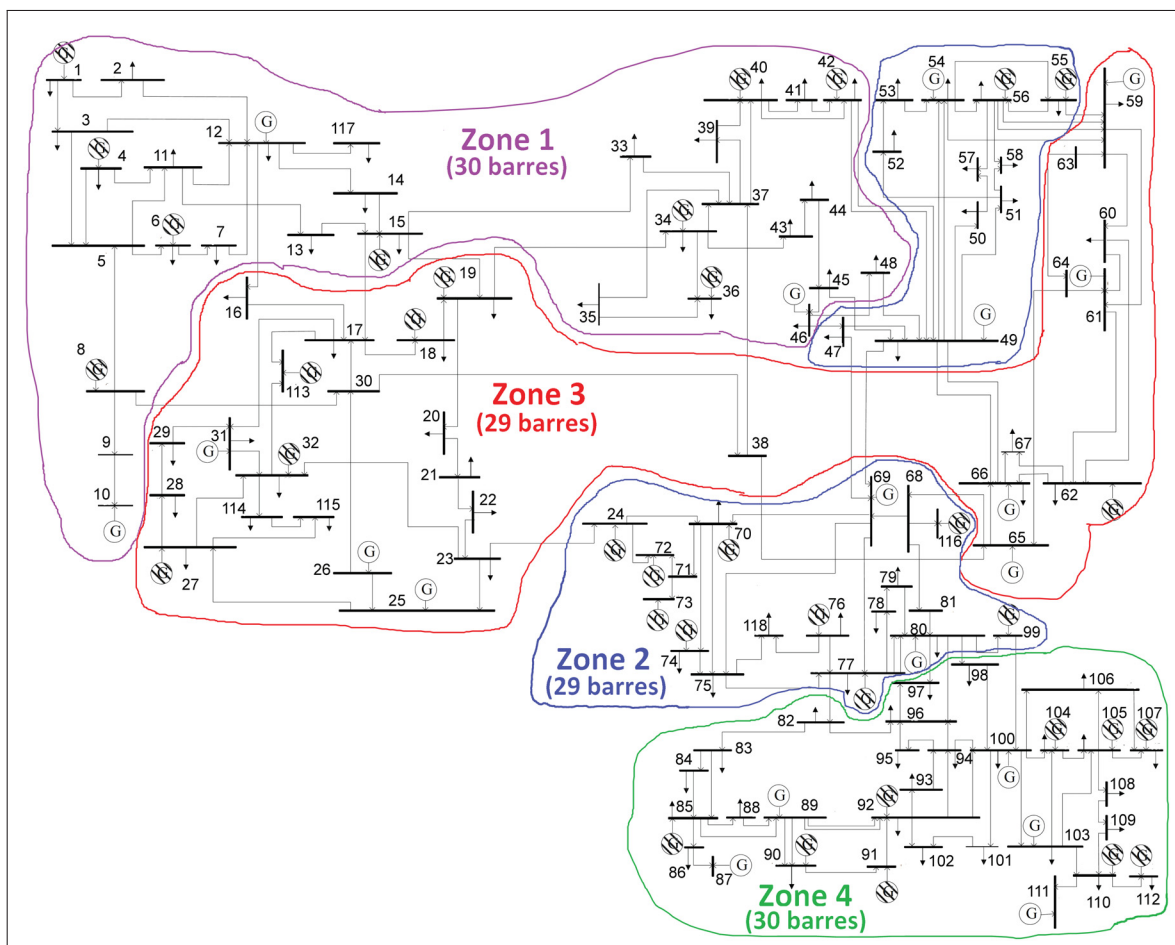 1 2 40 42 54 55
G 41 53 56 G 59
3 12 G 117 39
4 11 Zone 1 33 52 57 58 63
(30 barres)
14 37
6 7 15 34 43 44 50 51 60
5 13 48 64 G
16 19 36 45 61
35 G 46 47 G 49
17 18
8 30
113 Zone 3
(29 barres)
20
9 29 31 32 38 67
G
28 21 69 68 66
10 22 24 G G 62
114 115 70 116
G G 65
27 26 23 72 71 79 G
25 G 73 78 81
118 76 80 99
74 Zone 2 77 G 98
(29 barres) 75 97
82 96 106
83 95 94 100 104 105 107
84 93 G
85 88 G 89 92 108
109
86 87 G 90 91 102 101 G 103
Zone 4 111 110 112
(30 barres) G